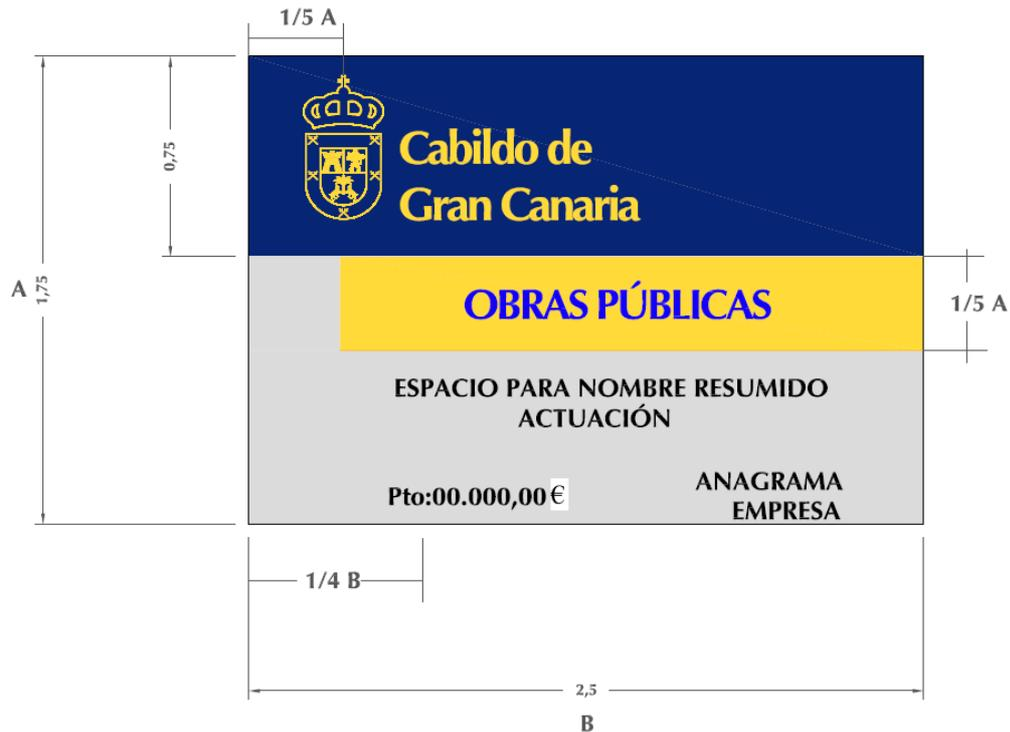 1/5 A
0,75
Cabildo de
Gran Canaria
A
1,75
OBRAS PÚBLICAS
1/5 A
ESPACIO PARA NOMBRE RESUMIDO
ACTUACIÓN
Pto:00.000,00€
ANAGRAMA
EMPRESA
1/4 B
2,5
B